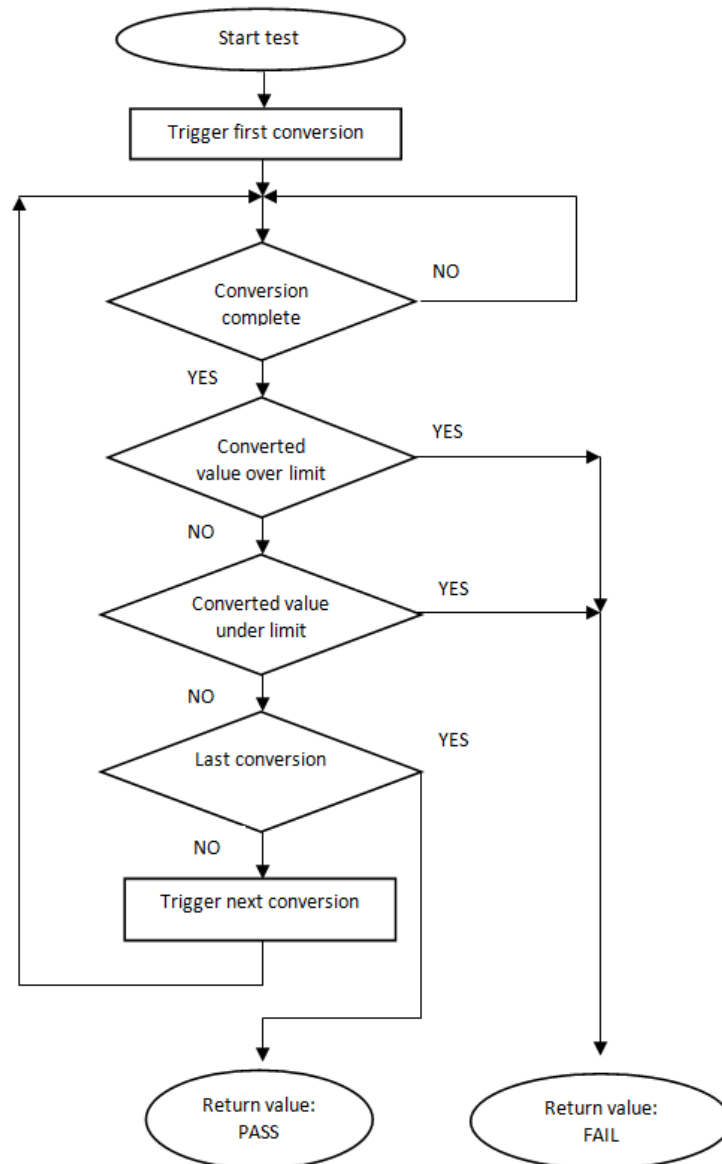 Start test
Trigger first conversion
NO
Conversion
complete
YES
YES
Converted
value over limit
NO
YES
Converted value
under limit
NO
YES
Last conversion
NO
Trigger next conversion
Return value:
PASS
Return value:
FAIL